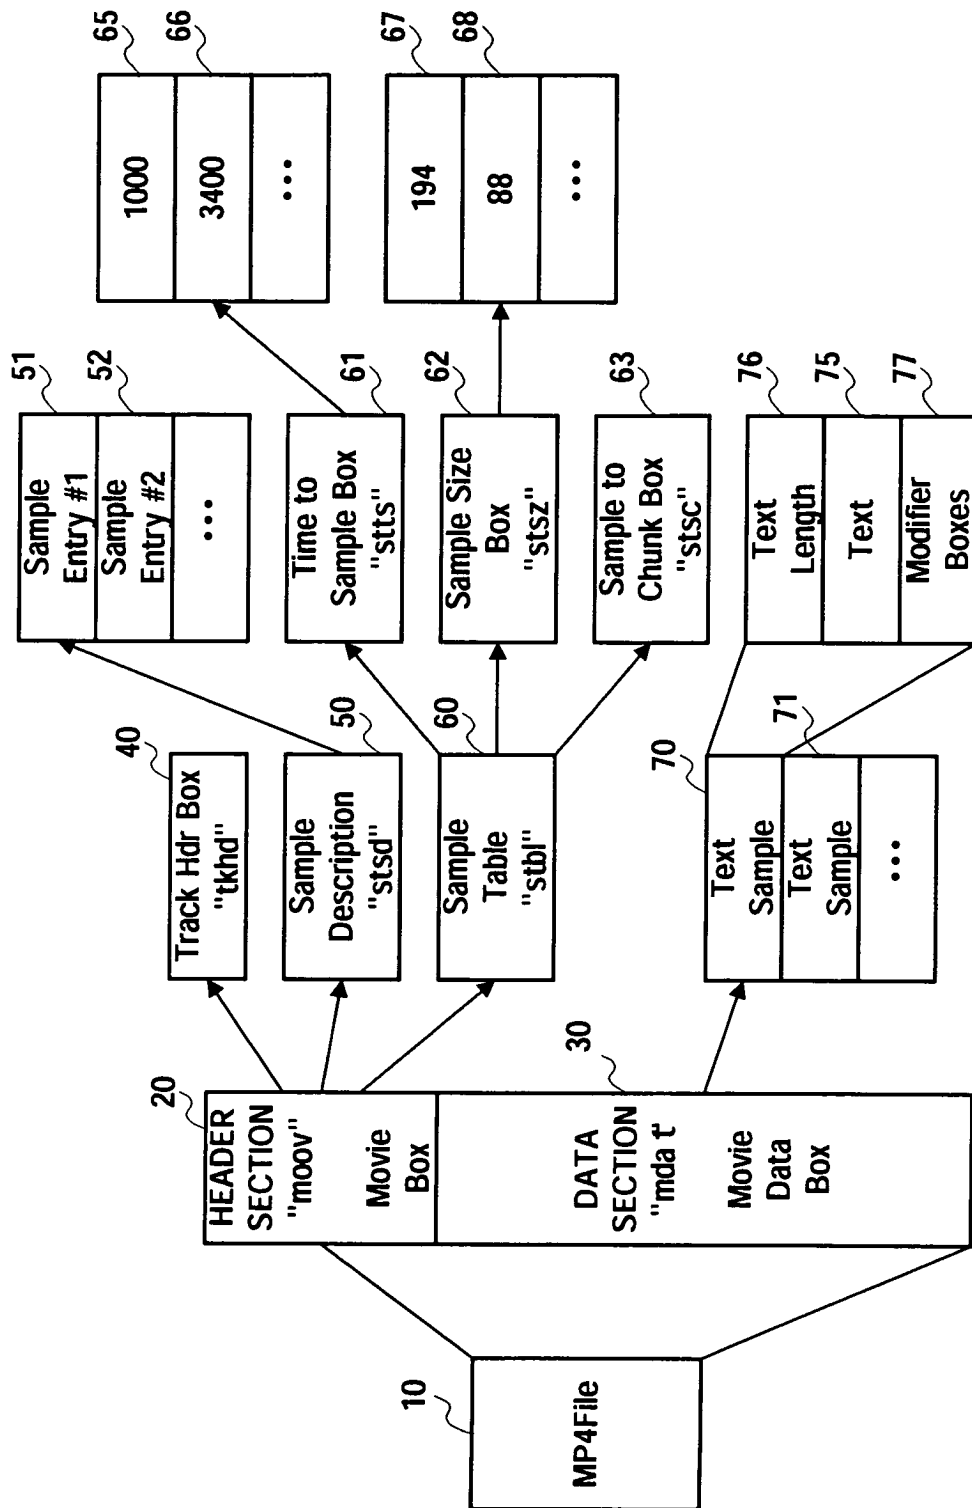 10
MP4File
20
HEADER
SECTION
"moov"
Movie
Box
30
DATA
SECTION
"mdat'
Movie
Data
Box
40
Track Hdr Box
"tkhd"
50
Sample
Description
"stsd"
60
Sample
Table
"stbl"
70
71
Text
Sample
Text
Sample
...
51
52
Sample
Entry #1
Sample
Entry #2
...
61
Time to
Sample Box
"stts"
62
Sample Size
Box
"stsz"
63
Sample to
Chunk Box
"stsc"
76
75
77
Text
Length
Text
Modifier
Boxes
65
66
1000
3400
...
67
68
194
88
...